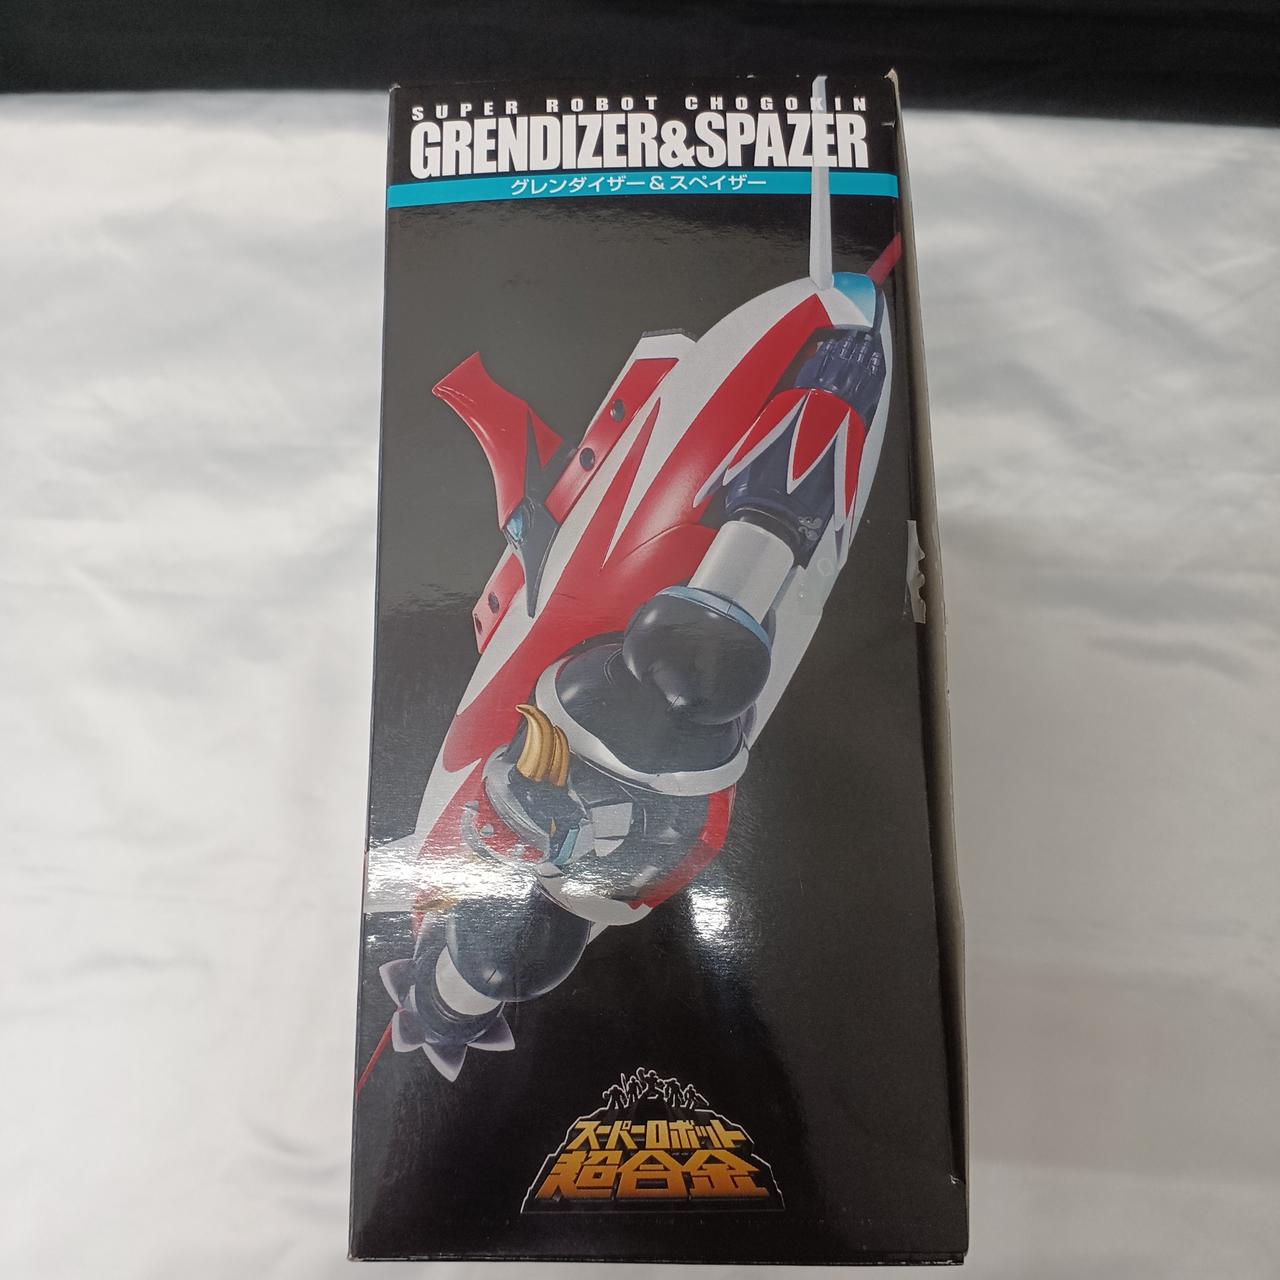 SUPER ROBOT CHOGOKIN
GRENDIZER&SPAZER
グレンダイザー&スペイザー
スーパーロボット
超合金